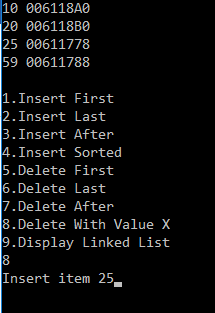 10 006118A0
20 006118B0
25 00611778
59 00611788
1.Insert First
2.Insert Last
3.Insert After
4.Insert Sorted
5.Delete First
6.Delete Last
7.Delete After
8.Delete With Value X
9.Display Linked List
8
Insert item 25